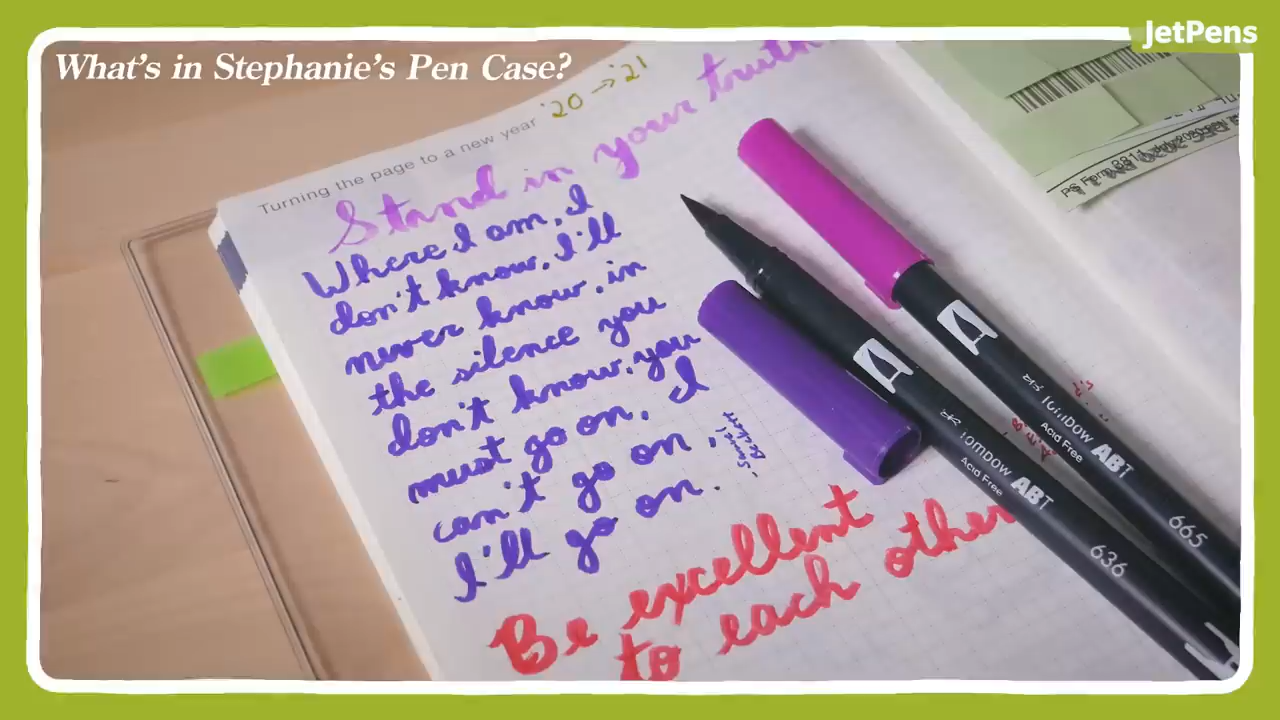 JetPens
What's in Stephanie's Pen Case?
Turning the page to a new year '20 → '21
Stand in your truth
Where I am, I
don't know, I'll
never know, in
the silence you
don't know, you
must go on, I
can't go on,
I'll go on."
- Samuel
Beckett
Be excellent
to each other
Tombow ABT
Acid Free
665
Tombow ABT
Acid Free
636